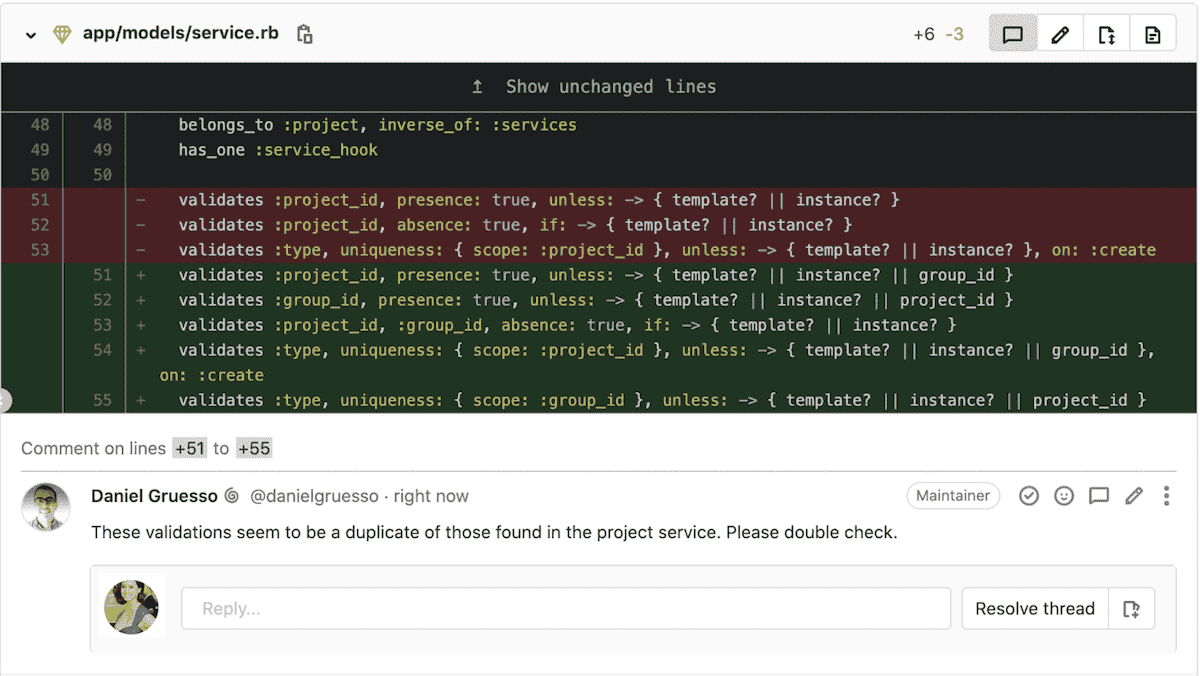 app/models/service.rb +6 -3
Show unchanged lines
48 48 belongs_to :project, inverse_of: :services
49 49 has_one :service_hook
50 50
51 - validates :project_id, presence: true, unless: -> { template? || instance? }
52 - validates :project_id, absence: true, if: -> { template? || instance? }
53 - validates :type, uniqueness: { scope: :project_id }, unless: -> { template? || instance? }, on: :create
51 + validates :project_id, presence: true, unless: -> { template? || instance? || group_id }
52 + validates :group_id, presence: true, unless: -> { template? || instance? || project_id }
53 + validates :project_id, :group_id, absence: true, if: -> { template? || instance? }
54 + validates :type, uniqueness: { scope: :project_id }, unless: -> { template? || instance? || group_id },
on: :create
55 + validates :type, uniqueness: { scope: :group_id }, unless: -> { template? || instance? || project_id }
Comment on lines +51 to +55
Daniel Gruesso @danielgruesso · right now Maintainer
These validations seem to be a duplicate of those found in the project service. Please double check.
Reply... Resolve thread